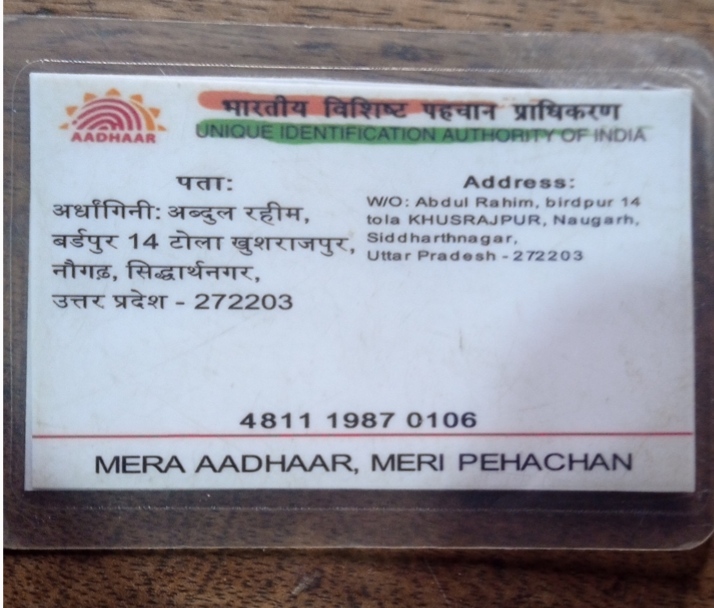 AADHAAR
भारतीय विशिष्ट पहचान प्राधिकरण
UNIQUE IDENTIFICATION AUTHORITY OF INDIA
पता:
अर्धांगिनी: अब्दुल रहीम,
बर्डपुर 14 टोला खुशराजपुर,
नौगढ़, सिद्धार्थनगर,
उत्तर प्रदेश - 272203
Address:
W/O: Abdul Rahim, birdpur 14
tola KHUSRAJPUR, Naugarh,
Siddharthnagar,
Uttar Pradesh - 272203
4811 1987 0106
MERA AADHAAR, MERI PEHACHAN